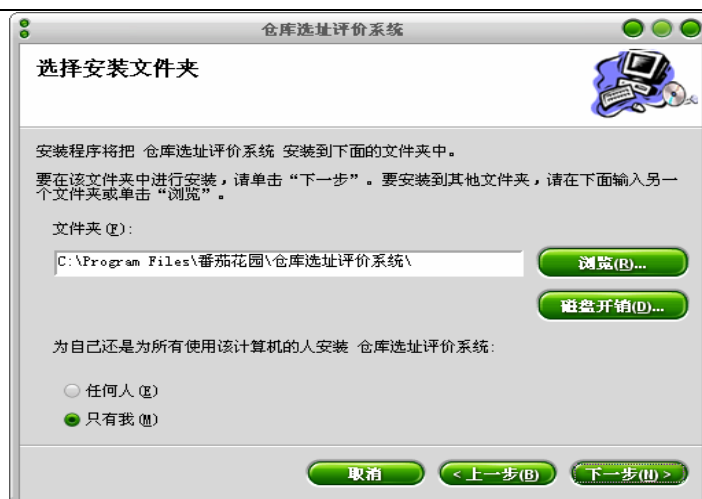 仓库选址评价系统
选择安装文件夹
安装程序将把 仓库选址评价系统 安装到下面的文件夹中。
要在该文件夹中进行安装，请单击“下一步”。要安装到其他文件夹，请在下面输入另一
个文件夹或单击“浏览”。
文件夹(F):
C:\Program Files\番茄花园\仓库选址评价系统\
浏览(R)...
磁盘开销(D)...
为自己还是为所有使用该计算机的人安装 仓库选址评价系统:
任何人(E)
只有我(M)
取消
<上一步(B)
下一步(N)>